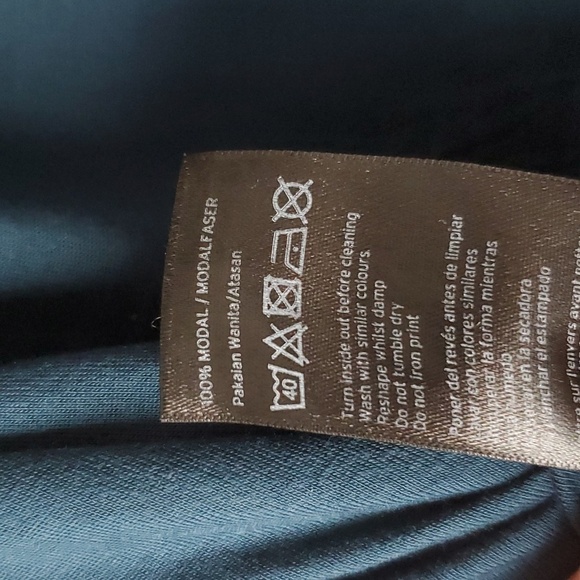 100% MODAL / MODALFASER
Pakaian Wanita/Atasan
40
Turn inside out before cleaning
Wash with similar colours
Reshape whilst damp
Do not tumble dry
Do not iron print
Poner del revés antes de limpiar
con colores similares
la forma mientras
en la secadora
el estampado
l'envers avant